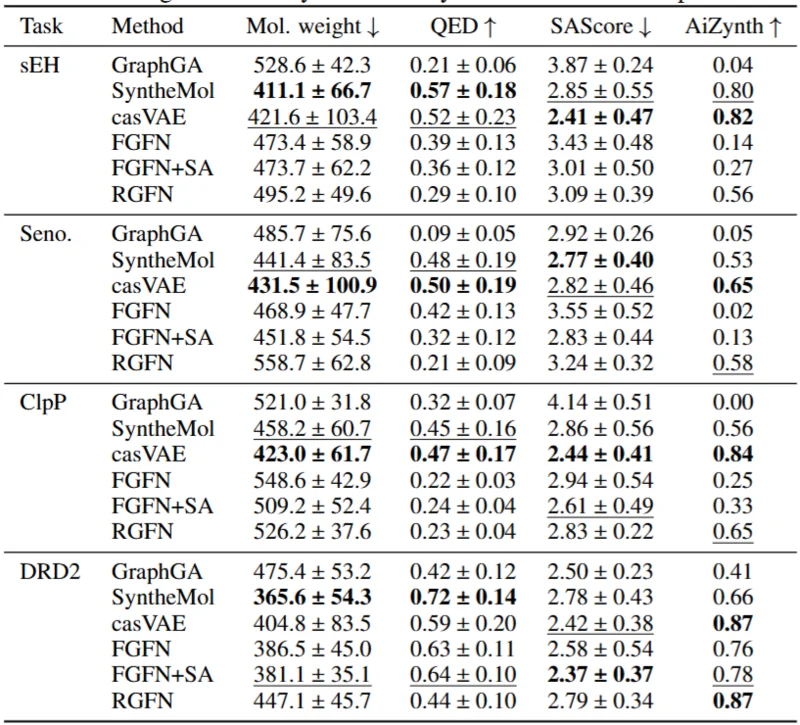 Task Method Mol. weight ↓ QED ↑ SAScore ↓ AiZynth ↑
sEH GraphGA 528.6 ± 42.3 0.21 ± 0.06 3.87 ± 0.24 0.04
SyntheMol 411.1 ± 66.7 0.57 ± 0.18 2.85 ± 0.55 0.80
casVAE 421.6 ± 103.4 0.52 ± 0.23 2.41 ± 0.47 0.82
FGFN 473.4 ± 58.9 0.39 ± 0.13 3.43 ± 0.48 0.14
FGFN+SA 473.7 ± 62.2 0.36 ± 0.12 3.01 ± 0.50 0.27
RGFN 495.2 ± 49.6 0.29 ± 0.10 3.09 ± 0.39 0.56
Seno. GraphGA 485.7 ± 75.6 0.09 ± 0.05 2.92 ± 0.26 0.05
SyntheMol 441.4 ± 83.5 0.48 ± 0.19 2.77 ± 0.40 0.53
casVAE 431.5 ± 100.9 0.50 ± 0.19 2.82 ± 0.46 0.65
FGFN 468.9 ± 47.7 0.42 ± 0.13 3.55 ± 0.52 0.02
FGFN+SA 451.8 ± 54.5 0.32 ± 0.12 2.83 ± 0.44 0.13
RGFN 558.7 ± 62.8 0.21 ± 0.09 3.24 ± 0.32 0.58
ClpP GraphGA 521.0 ± 31.8 0.32 ± 0.07 4.14 ± 0.51 0.00
SyntheMol 458.2 ± 60.7 0.45 ± 0.16 2.86 ± 0.56 0.56
casVAE 423.0 ± 61.7 0.47 ± 0.17 2.44 ± 0.41 0.84
FGFN 548.6 ± 42.9 0.22 ± 0.03 2.94 ± 0.54 0.25
FGFN+SA 509.2 ± 52.4 0.24 ± 0.04 2.61 ± 0.49 0.33
RGFN 526.2 ± 37.6 0.23 ± 0.04 2.83 ± 0.22 0.65
DRD2 GraphGA 475.4 ± 53.2 0.42 ± 0.12 2.50 ± 0.23 0.41
SyntheMol 365.6 ± 54.3 0.72 ± 0.14 2.78 ± 0.43 0.66
casVAE 404.8 ± 83.5 0.59 ± 0.20 2.42 ± 0.38 0.87
FGFN 386.5 ± 45.0 0.63 ± 0.11 2.58 ± 0.54 0.76
FGFN+SA 381.1 ± 35.1 0.64 ± 0.10 2.37 ± 0.37 0.78
RGFN 447.1 ± 45.7 0.44 ± 0.10 2.79 ± 0.34 0.87